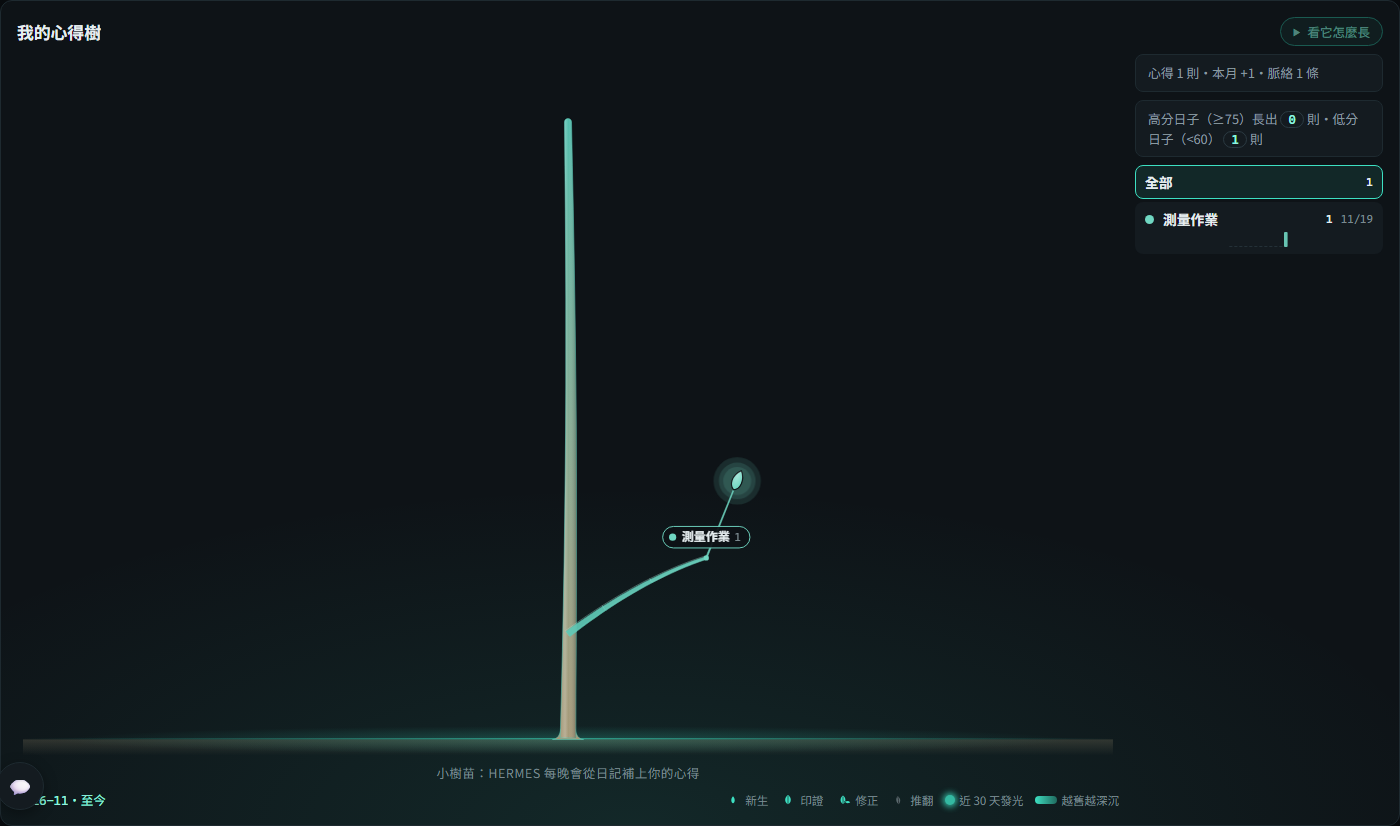 我的心得樹
看它怎麼長
心得 1 則・本月 +1・脈絡 1 條
高分日子（≥75）長出 0 則・低分
日子（<60） 1 則
全部 1
測量作業 1 11/19
測量作業 1
小樹苗：HERMES 每晚會從日記補上你的心得
26-11・至今
新生 印證 修正 推翻 近 30 天發光 越舊越深沉